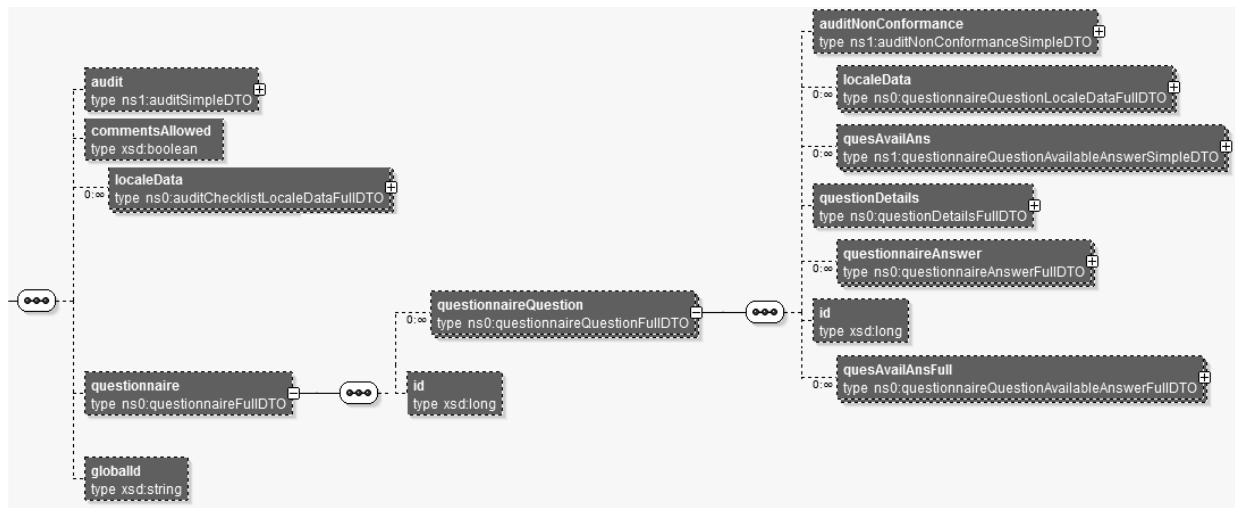 audit
type ns1:auditSimpleDTO
commentsAllowed
type xsd:boolean
localeData
0:∞
type ns0:auditChecklistLocaleDataFullDTO
questionnaire
type ns0:questionnaireFullDTO
globalId
type xsd:string
questionnaireQuestion
0:∞
type ns0:questionnaireQuestionFullDTO
id
type xsd:long
auditNonConformance
type ns1:auditNonConformanceSimpleDTO
localeData
0:∞
type ns0:questionnaireQuestionLocaleDataFullDTO
quesAvailAns
0:∞
type ns1:questionnaireQuestionAvailableAnswerSimpleDTO
questionDetails
type ns0:questionDetailsFullDTO
questionnaireAnswer
0:∞
type ns0:questionnaireAnswerFullDTO
id
type xsd:long
quesAvailAnsFull
0:∞
type ns0:questionnaireQuestionAvailableAnswerFullDTO